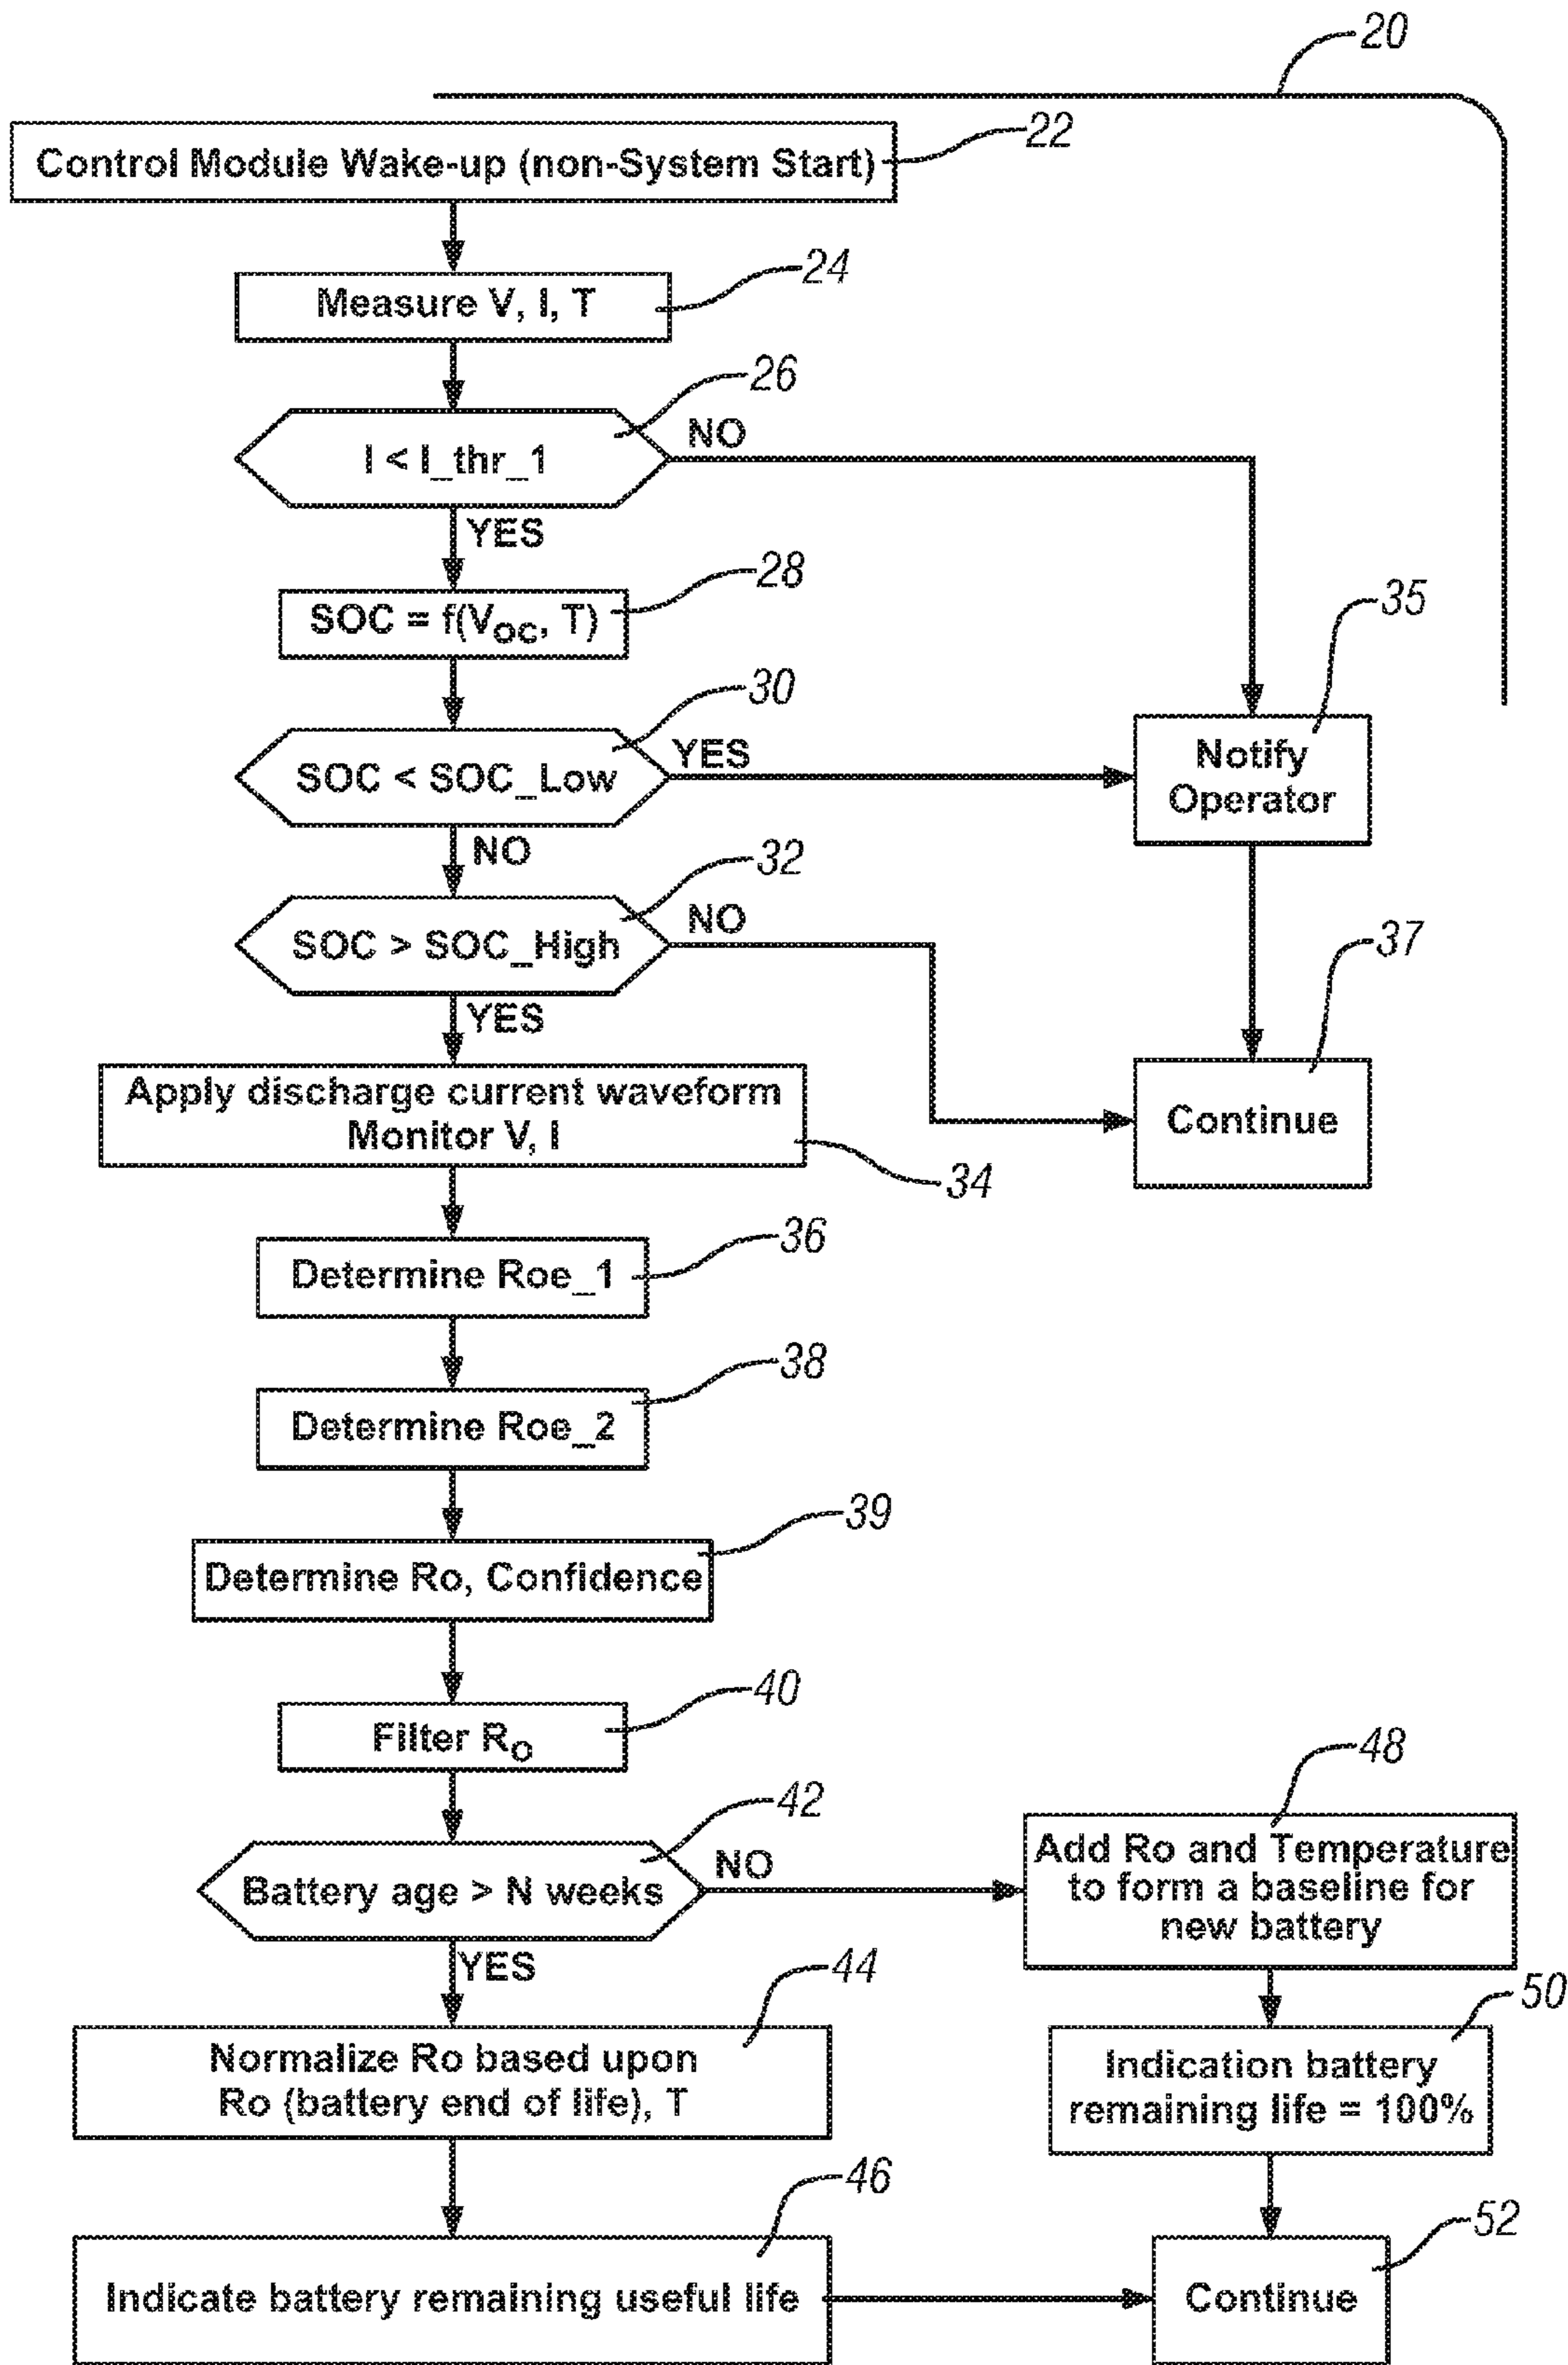 20
Control Module Wake-up (non-System Start)
22
Measure V, I, T
24
I < I_thr_1
26
NO
YES
SOC = f(VOC, T)
28
SOC < SOC_Low
30
YES
Notify
Operator
35
NO
SOC > SOC_High
32
NO
YES
Continue
37
Apply discharge current waveform
Monitor V, I
34
Determine Roe_1
36
Determine Roe_2
38
Determine Ro, Confidence
39
Filter RO
40
Battery age > N weeks
42
NO
Add Ro and Temperature
to form a baseline for
new battery
48
YES
Normalize Ro based upon
Ro (battery end of life), T
44
Indication battery
remaining life = 100%
50
Indicate battery remaining useful life
46
Continue
52